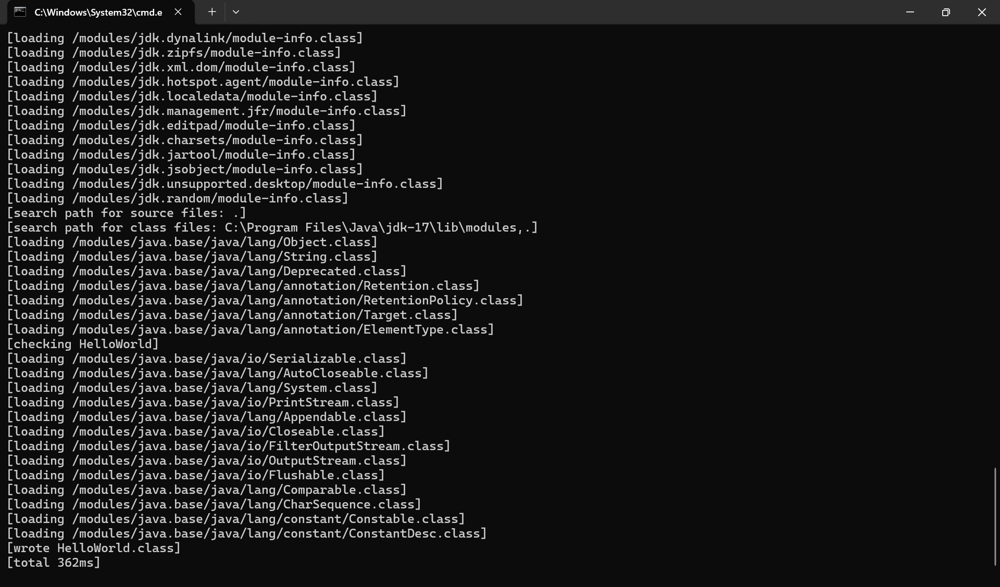 C:\Windows\System32\cmd.e
[loading /modules/jdk.dynalink/module-info.class]
[loading /modules/jdk.zipfs/module-info.class]
[loading /modules/jdk.xml.dom/module-info.class]
[loading /modules/jdk.hotspot.agent/module-info.class]
[loading /modules/jdk.localedata/module-info.class]
[loading /modules/jdk.management.jfr/module-info.class]
[loading /modules/jdk.editpad/module-info.class]
[loading /modules/jdk.charsets/module-info.class]
[loading /modules/jdk.jartool/module-info.class]
[loading /modules/jdk.jsobject/module-info.class]
[loading /modules/jdk.unsupported.desktop/module-info.class]
[loading /modules/jdk.random/module-info.class]
[search path for source files: .]
[search path for class files: C:\Program Files\Java\jdk-17\lib\modules,.]
[loading /modules/java.base/java/lang/Object.class]
[loading /modules/java.base/java/lang/String.class]
[loading /modules/java.base/java/lang/Deprecated.class]
[loading /modules/java.base/java/lang/annotation/Retention.class]
[loading /modules/java.base/java/lang/annotation/RetentionPolicy.class]
[loading /modules/java.base/java/lang/annotation/Target.class]
[loading /modules/java.base/java/lang/annotation/ElementType.class]
[checking HelloWorld]
[loading /modules/java.base/java/io/Serializable.class]
[loading /modules/java.base/java/lang/AutoCloseable.class]
[loading /modules/java.base/java/lang/System.class]
[loading /modules/java.base/java/io/PrintStream.class]
[loading /modules/java.base/java/lang/Appendable.class]
[loading /modules/java.base/java/io/Closeable.class]
[loading /modules/java.base/java/io/FilterOutputStream.class]
[loading /modules/java.base/java/io/OutputStream.class]
[loading /modules/java.base/java/io/Flushable.class]
[loading /modules/java.base/java/lang/Comparable.class]
[loading /modules/java.base/java/lang/CharSequence.class]
[loading /modules/java.base/java/lang/constant/Constable.class]
[loading /modules/java.base/java/lang/constant/ConstantDesc.class]
[wrote HelloWorld.class]
[total 362ms]